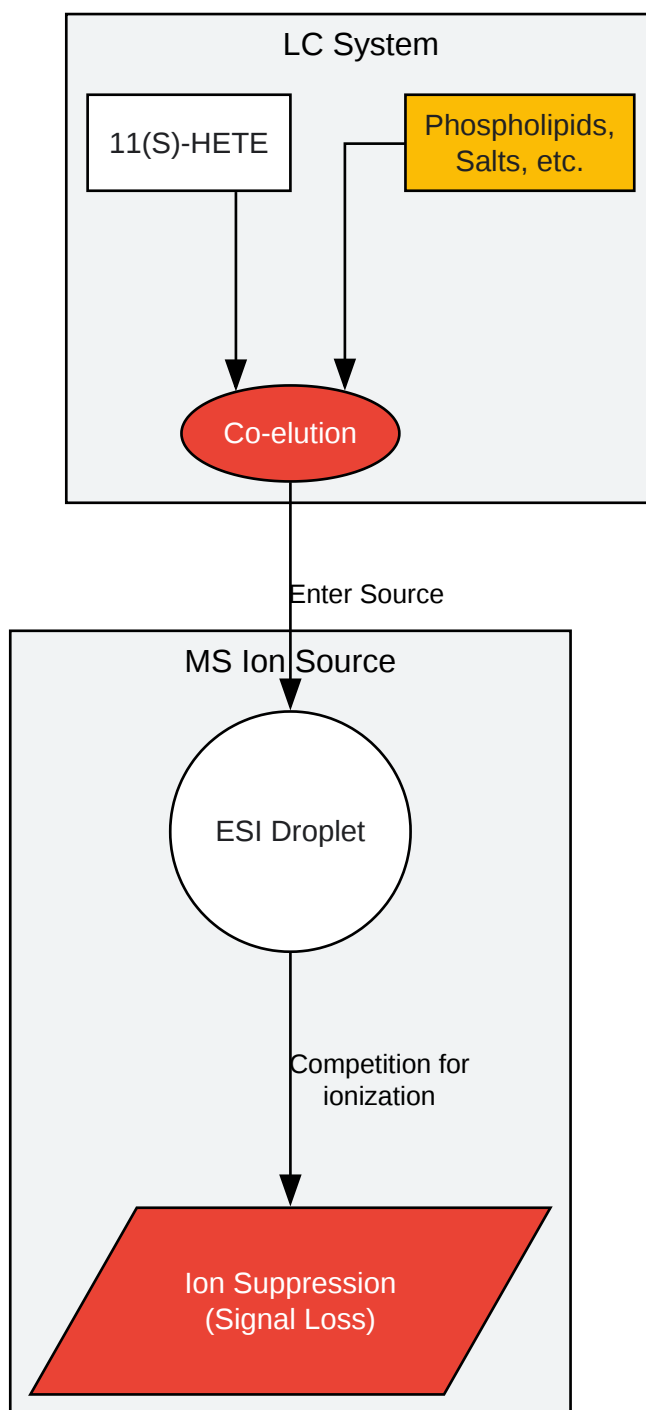 LC System
11(S)-HETE
Phospholipids,
Salts, etc.
Co-elution
Enter Source
MS Ion Source
ESI Droplet
Competition for
ionization
Ion Suppression
(Signal Loss)